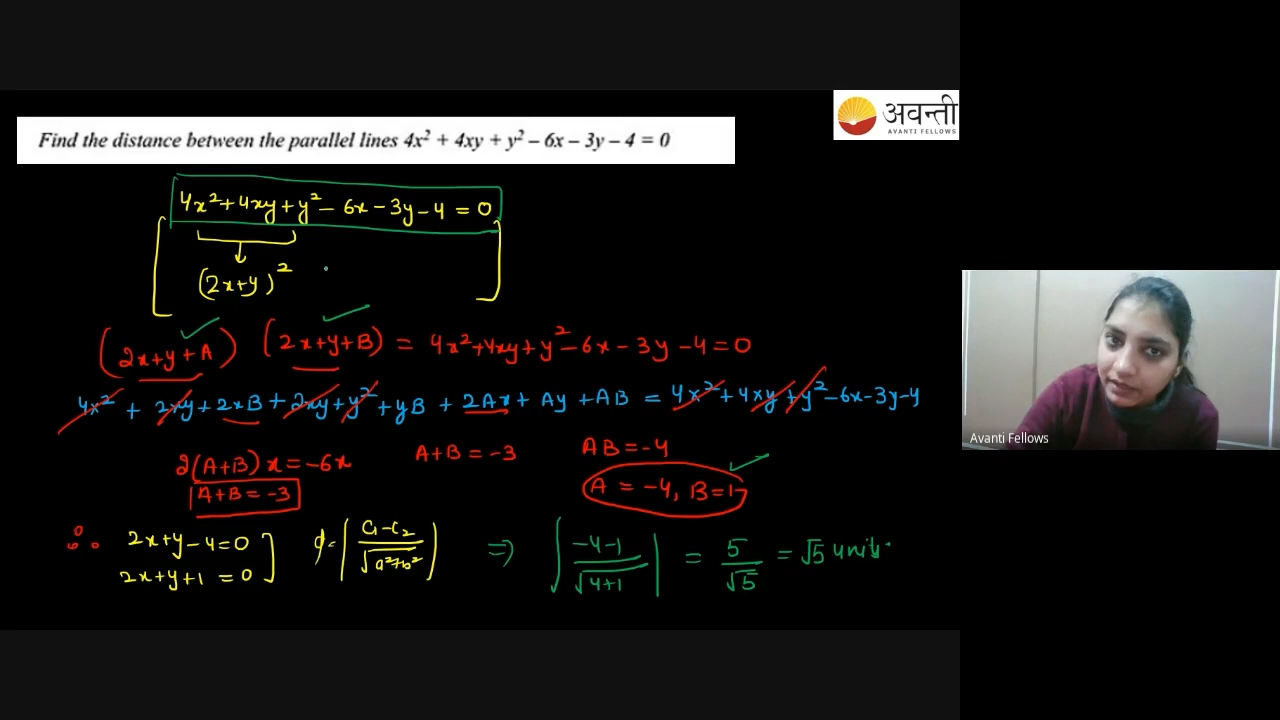 अवन्ती
AVANTI FELLOWS
Find the distance between the parallel lines 4x² + 4xy + y² – 6x – 3y – 4 = 0
4x²+4xy+y²- 6x - 3y - 4 = 0
(2x+y)²
(2x+y+A) (2x+y+B) = 4x²+4xy+y²-6x-3y-4=0
4x² + 2xy + 2xB + 2xy + y² + yB + 2Ax + Ay + AB = 4x²+4xy+y²-6x-3y-4
2(A+B)x = -6x A+B = -3 AB = -4
A+B = -3 A = -4, B=1
∴ 2x+y-4=0 d=|C₁-C₂/√a²+b²| ⇒ |-4-1/√4+1| = 5/√5 = √5 units.
2x+y+1 = 0
Avanti Fellows